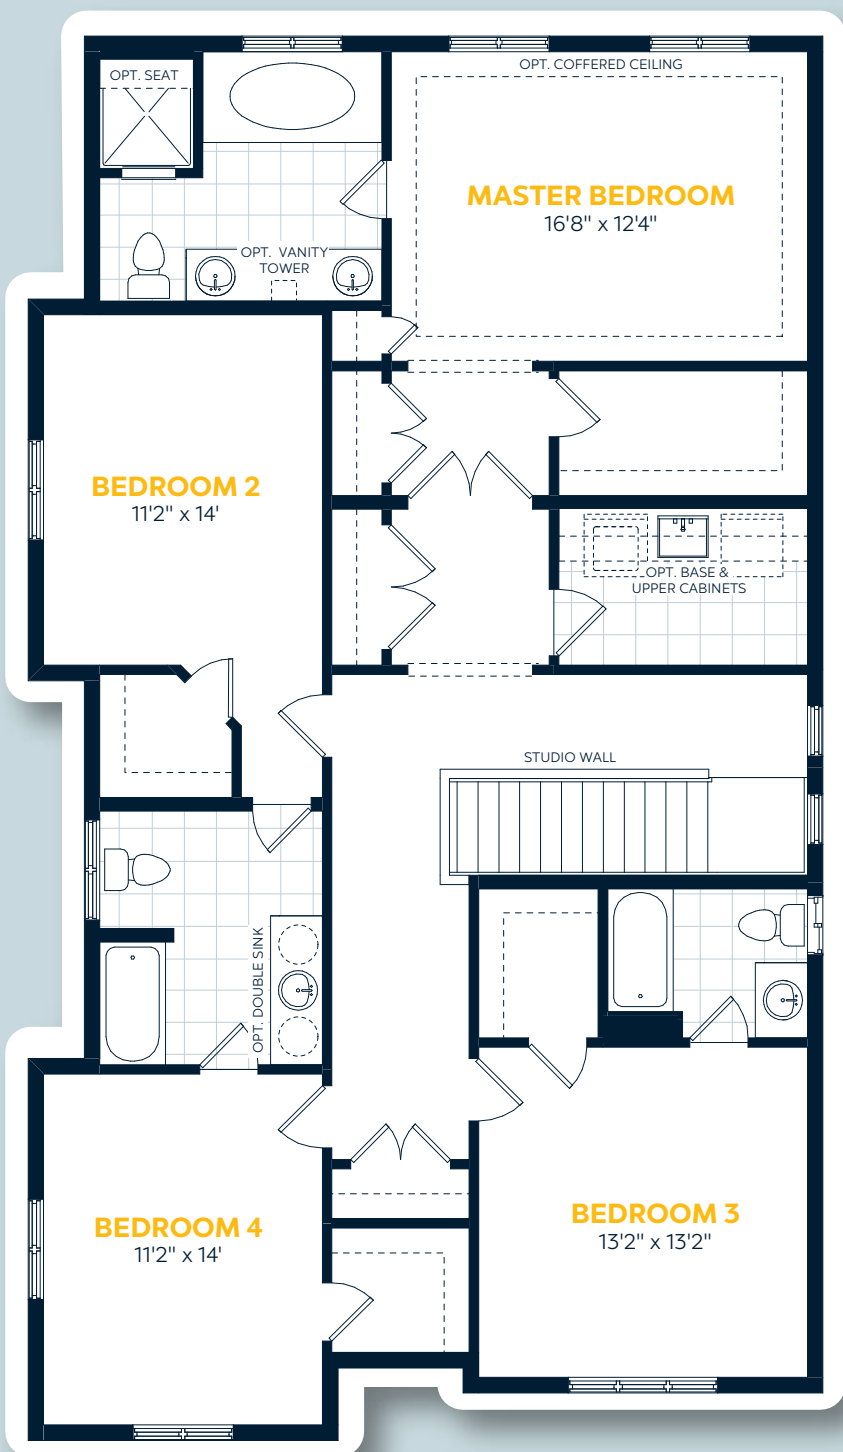 OPT. SEAT
OPT. COFFERED CEILING
MASTER BEDROOM
16'8" x 12'4"
OPT. VANITY
TOWER
BEDROOM 2
11'2" x 14'
OPT. BASE &
UPPER CABINETS
STUDIO WALL
OPT. DOUBLE SINK
BEDROOM 4
11'2" x 14'
BEDROOM 3
13'2" x 13'2"